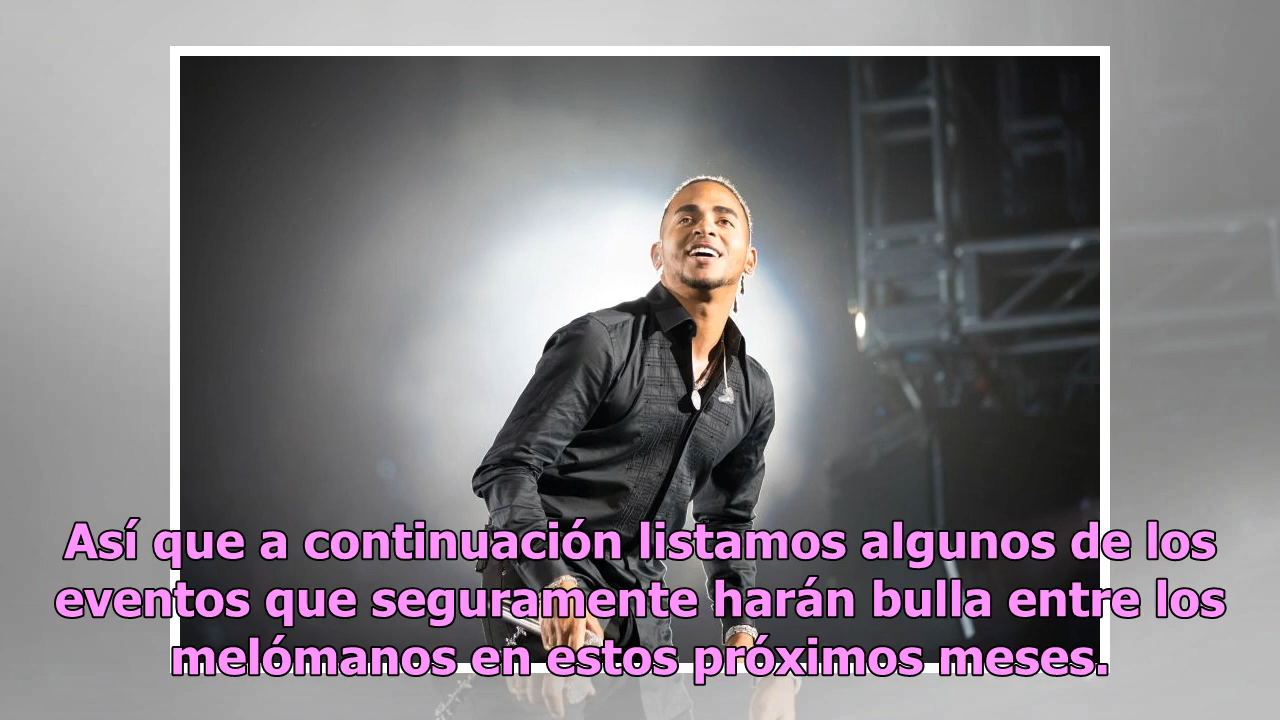 Así que a continuación listamos algunos de los
eventos que seguramente harán bulla entre los
melómanos en estos próximos meses.